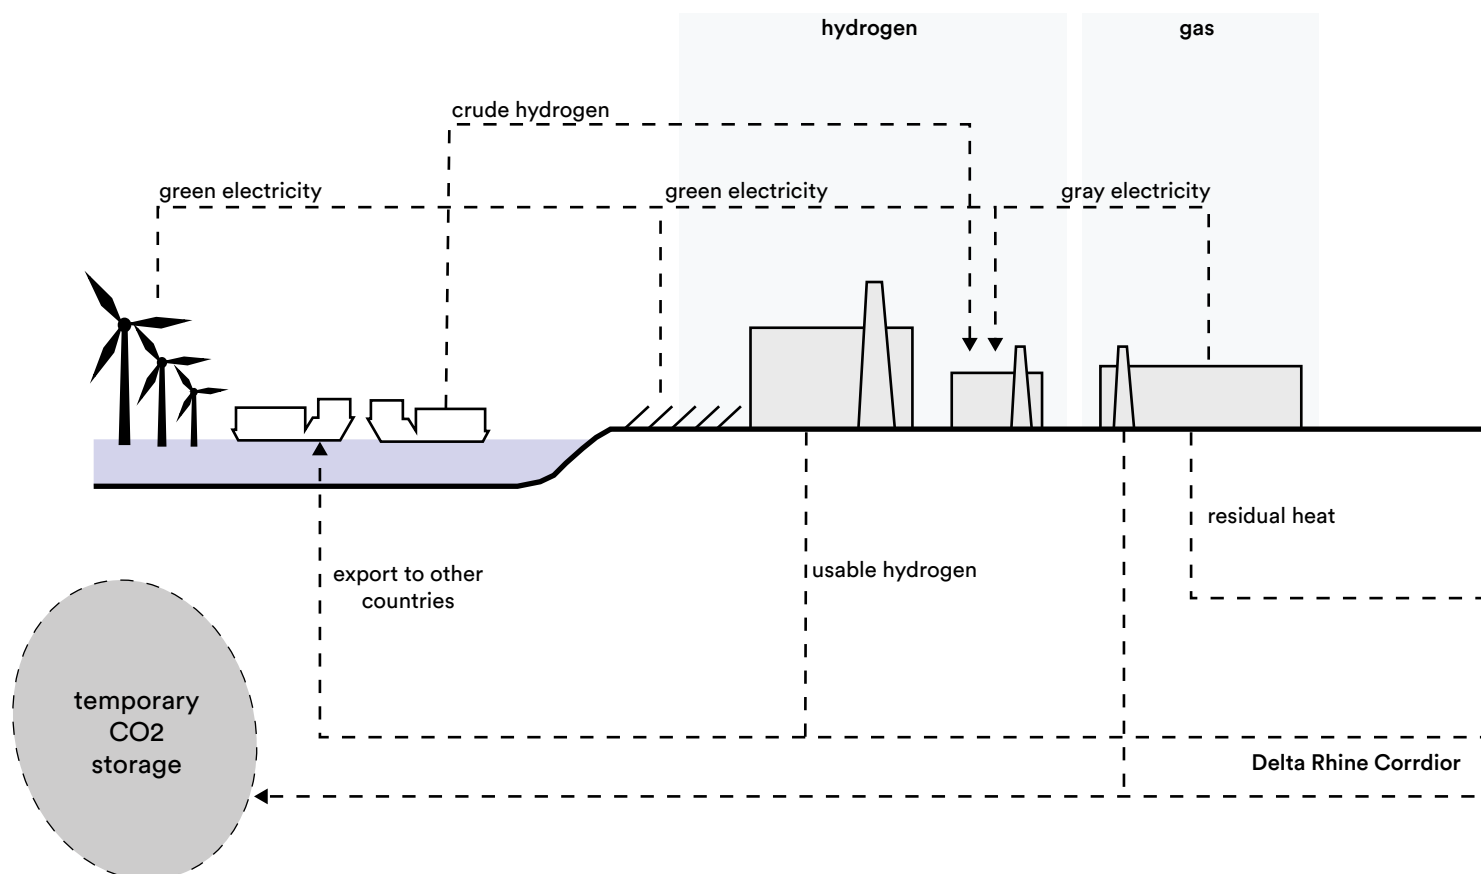 hydrogen
gas
crude hydrogen
green electricity
green electricity
gray electricity
residual heat
export to other
countries
usable hydrogen
temporary
CO2
storage
Delta Rhine Corrdior